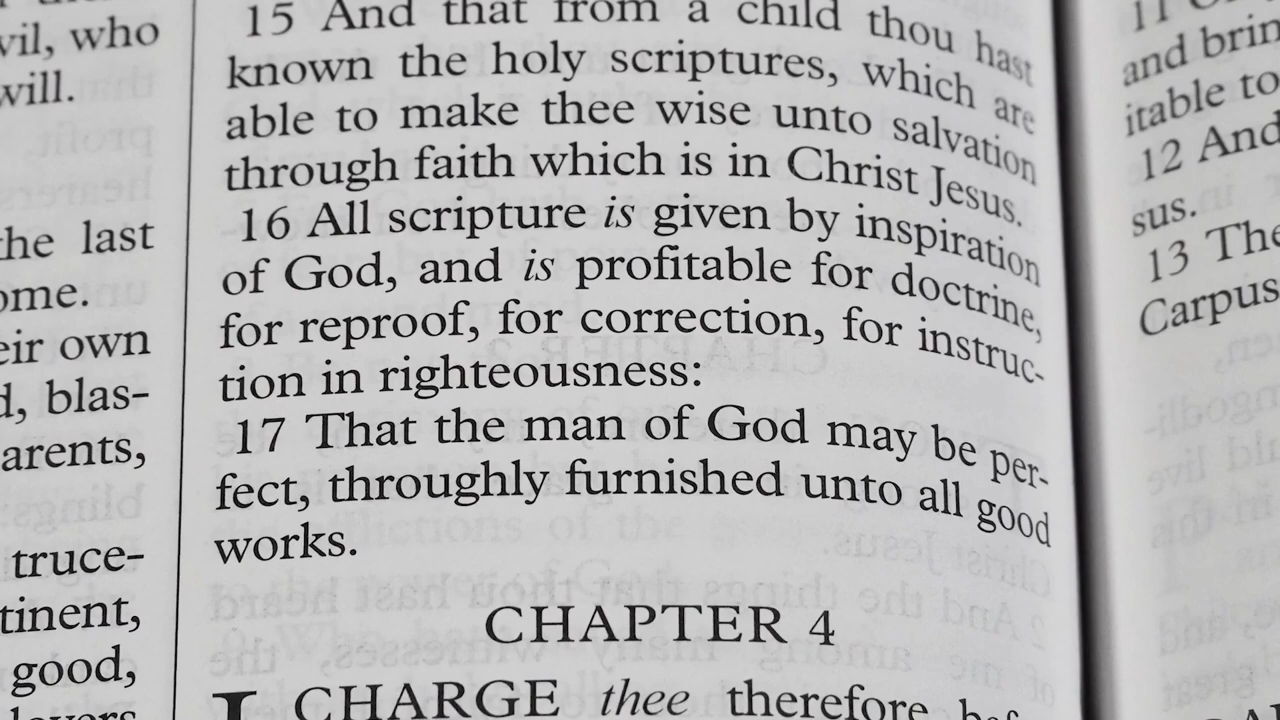 vil, who
will.
the last
ome.
eir own
d, blas-
arents,
truce-
tinent,
good,
lovers
15 And that from a child thou hast
known the holy scriptures, which are
able to make thee wise unto salvation
through faith which is in Christ Jesus.
16 All scripture is given by inspiration
of God, and is profitable for doctrine,
for reproof, for correction, for instruc-
tion in righteousness:
17 That the man of God may be per-
fect, throughly furnished unto all good
works.
CHAPTER 4
I CHARGE thee therefore bef
11
and brin
itable to
12 And
sus.
13 The
Carpus